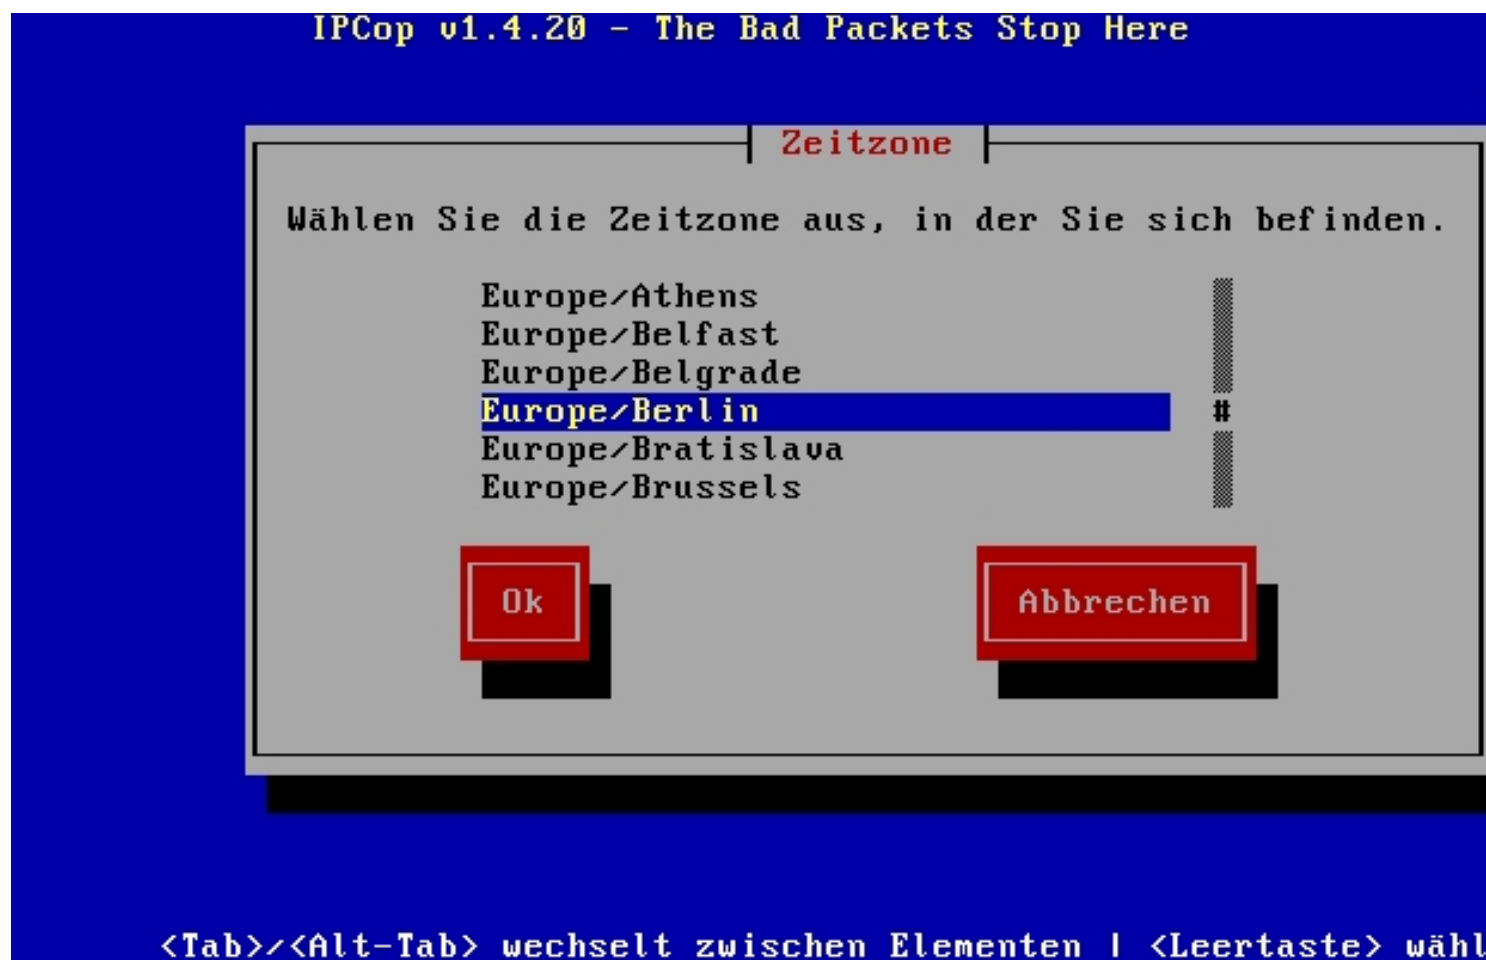 IPCop v1.4.20 - The Bad Packets Stop Here
Zeitzone
Wählen Sie die Zeitzone aus, in der Sie sich befinden.
Europe/Athens
Europe/Belfast
Europe/Belgrade
Europe/Berlin #
Europe/Bratislava
Europe/Brussels
Ok Abbrechen
<Tab>/<Alt-Tab> wechselt zwischen Elementen | <Leertaste> wähl